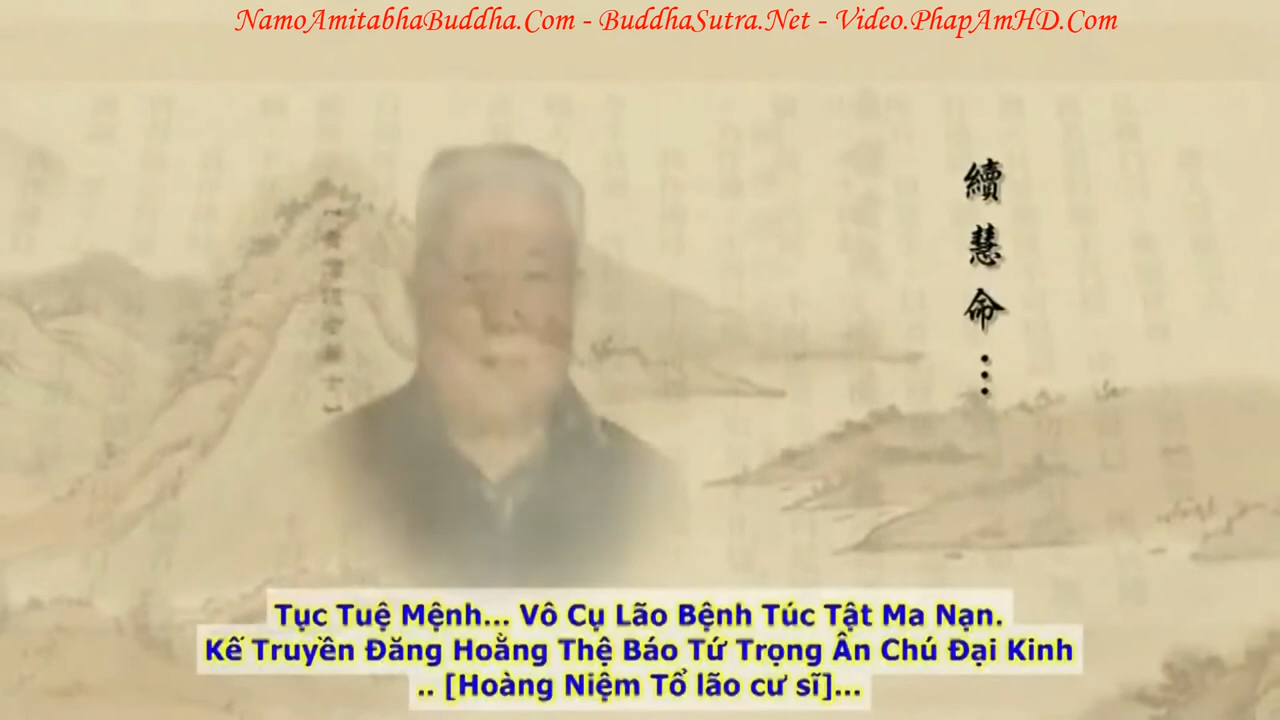 NamoAmitabhaBuddha.Com - BuddhaSutra.Net - Video.PhapAmHD.Com
續慧命…
Tục Tuệ Mệnh... Vô Cụ Lão Bệnh Túc Tật Ma Nạn.
Kế Truyền Đăng Hoằng Thệ Báo Tứ Trọng Ân Chú Đại Kinh
.. [Hoàng Niệm Tổ lão cư sĩ]...